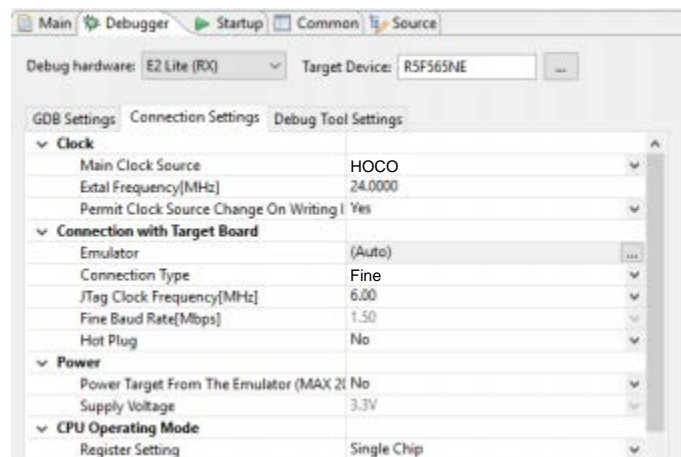 Main Debugger Startup Common Source
Debug hardware: E2 Lite (RX) Target Device: R5F565NE ...
GDB Settings Connection Settings Debug Tool Settings
Clock
Main Clock Source HOCO
Extal Frequency[MHz] 24.0000
Permit Clock Source Change On Writing I Yes
Connection with Target Board
Emulator (Auto) ...
Connection Type Fine
JTag Clock Frequency[MHz] 6.00
Fine Baud Rate[Mbps] 1.50
Hot Plug No
Power
Power Target From The Emulator (MAX 20 No
Supply Voltage 3.3V
CPU Operating Mode
Register Setting Single Chip